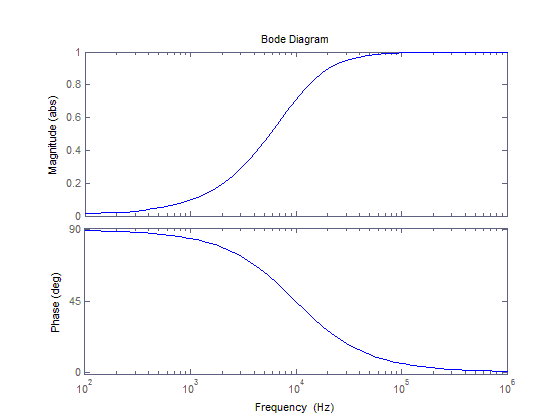 Bode Diagram
Magnitude (abs)
1
0.8
0.6
0.4
0.2
0
Phase (deg)
90
45
0
10^2 10^3 10^4 10^5 10^6
Frequency (Hz)